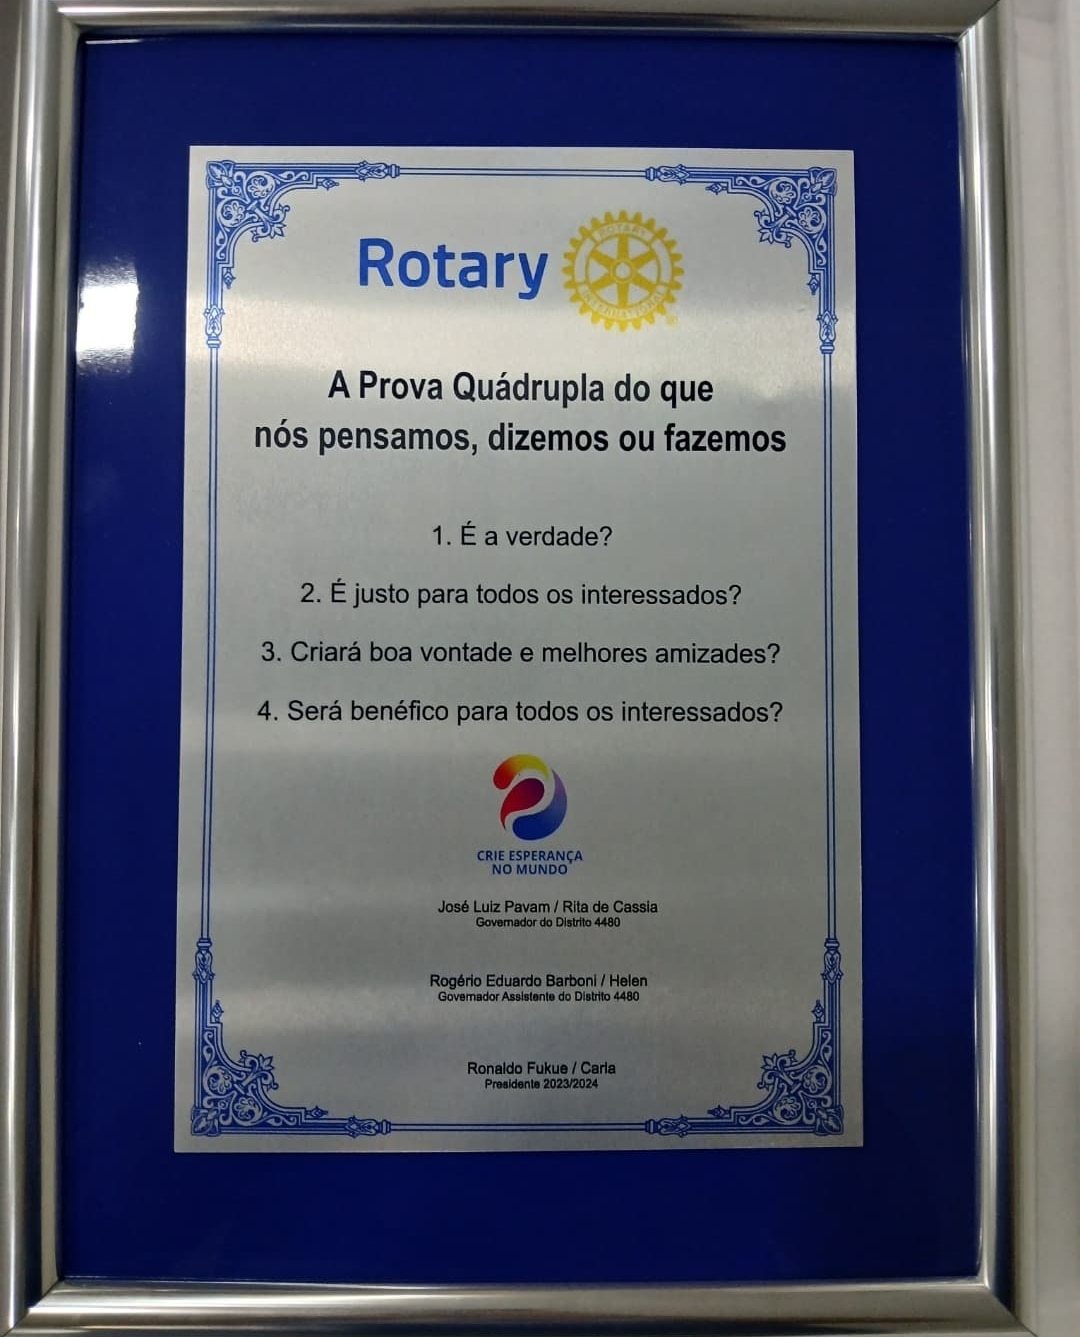 Rotary
ROTARY
INTERNATIONAL
A Prova Quádrupla do que
nós pensamos, dizemos ou fazemos
1. É a verdade?
2. É justo para todos os interessados?
3. Criará boa vontade e melhores amizades?
4. Será benéfico para todos os interessados?
CRIE ESPERANÇA
NO MUNDO
José Luiz Pavam / Rita de Cassia
Governador do Distrito 4480
Rogério Eduardo Barboni / Helen
Governador Assistente do Distrito 4480
Ronaldo Fukue / Carla
Presidente 2023/2024